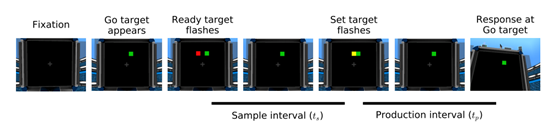 Fixation
Go target
appears
Ready target
flashes
Set target
flashes
Response at
Go target
Sample interval (tₛ)
Production interval (tₚ)